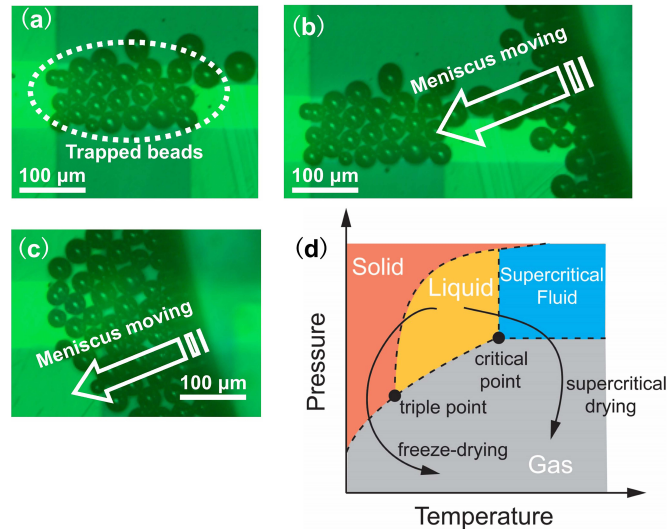 (a)
Trapped beads
100 μm
(b)
Meniscus moving
100 μm
(c)
Meniscus moving
100 μm
(d)
Solid
Liquid
Supercritical
Fluid
critical
point
triple point
supercritical
drying
freeze-drying
Gas
Pressure
Temperature